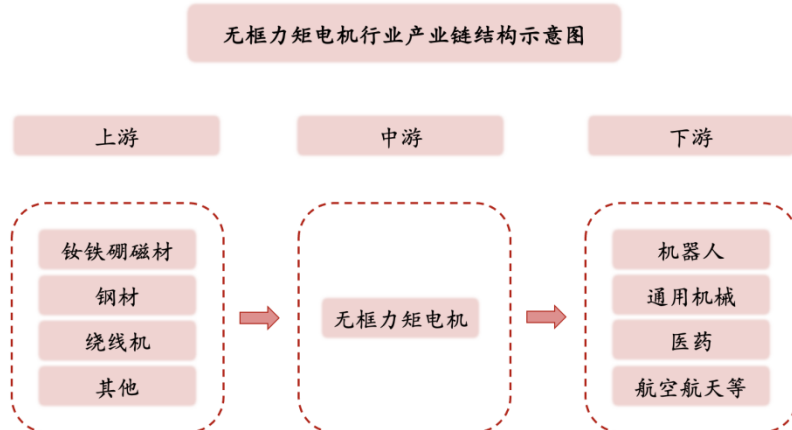 无框力矩电机行业产业链结构示意图
上游
中游
下游
钕铁硼磁材
钢材
绕线机
其他
无框力矩电机
机器人
通用机械
医药
航空航天等